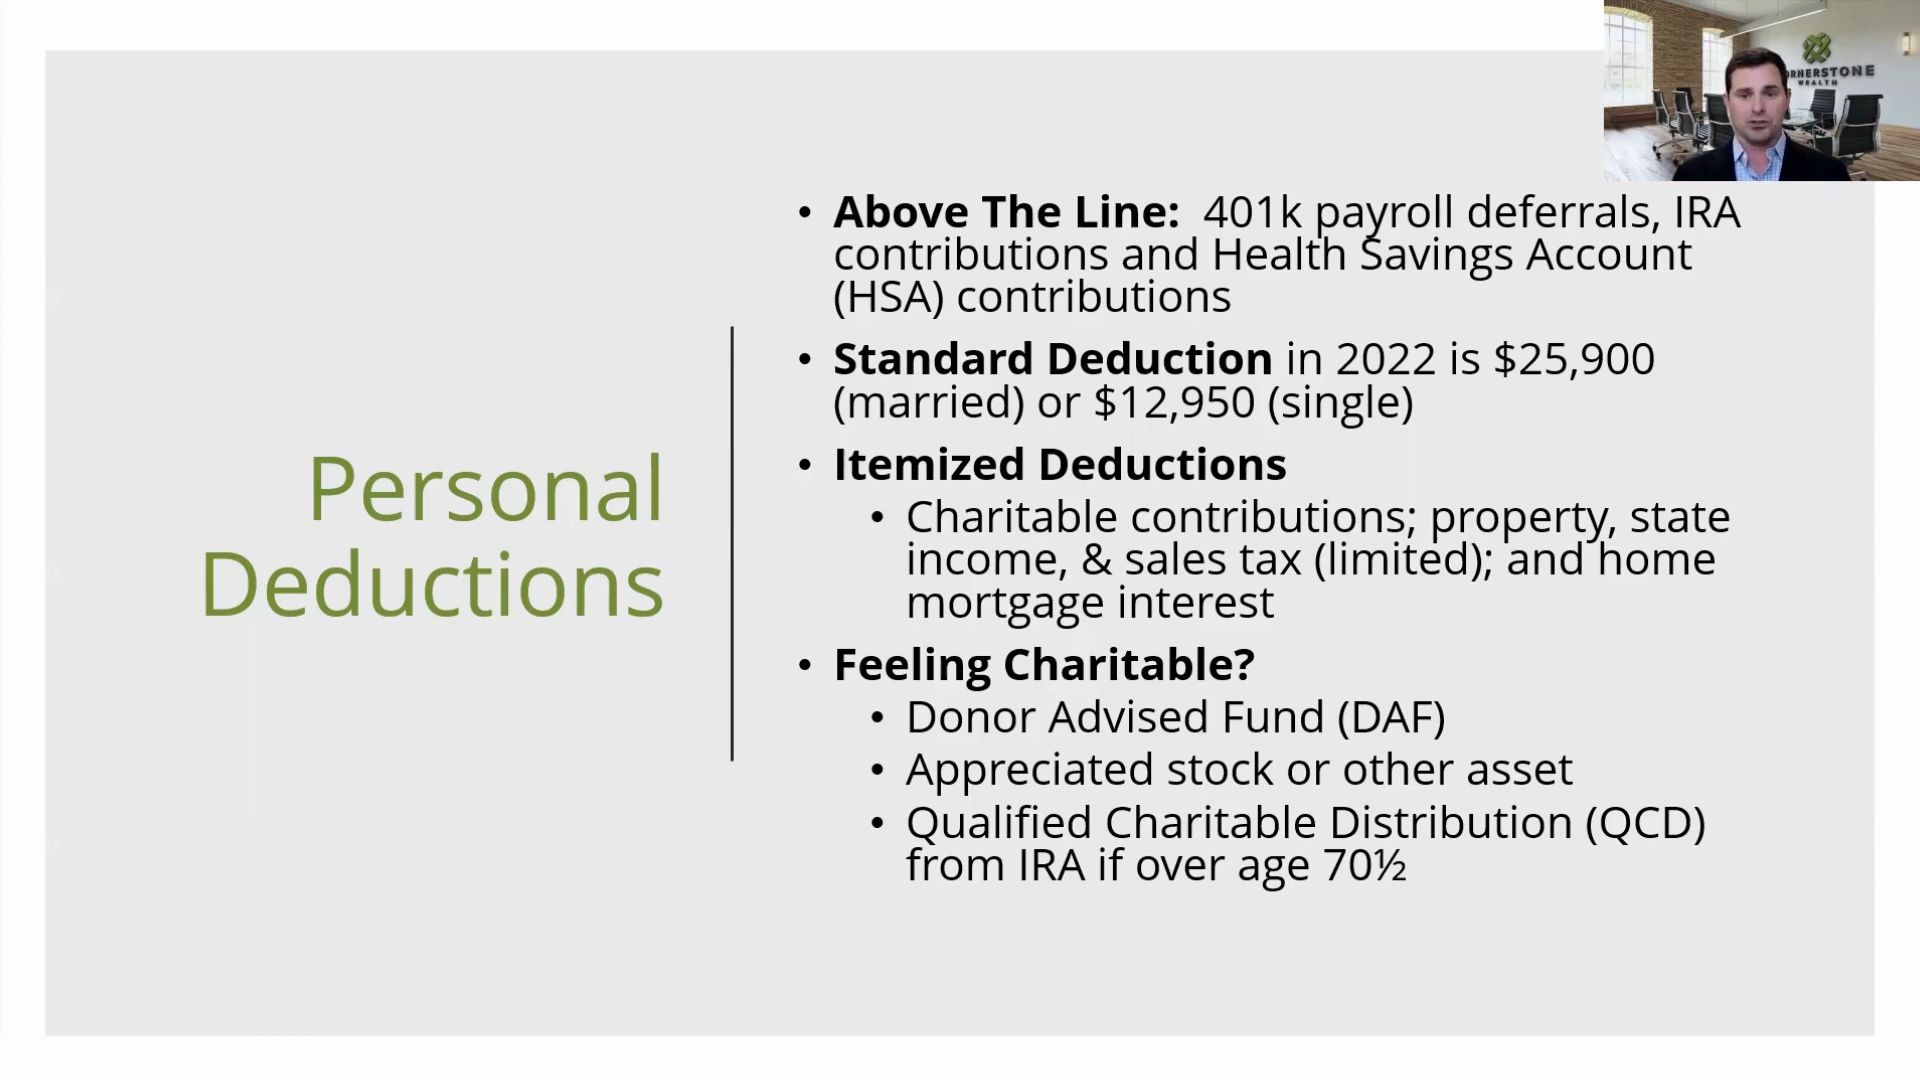 ORNERSTONE
WEALTH
Personal
Deductions
• Above The Line: 401k payroll deferrals, IRA
contributions and Health Savings Account
(HSA) contributions
• Standard Deduction in 2022 is $25,900
(married) or $12,950 (single)
• Itemized Deductions
• Charitable contributions; property, state
income, & sales tax (limited); and home
mortgage interest
• Feeling Charitable?
• Donor Advised Fund (DAF)
• Appreciated stock or other asset
• Qualified Charitable Distribution (QCD)
from IRA if over age 70½